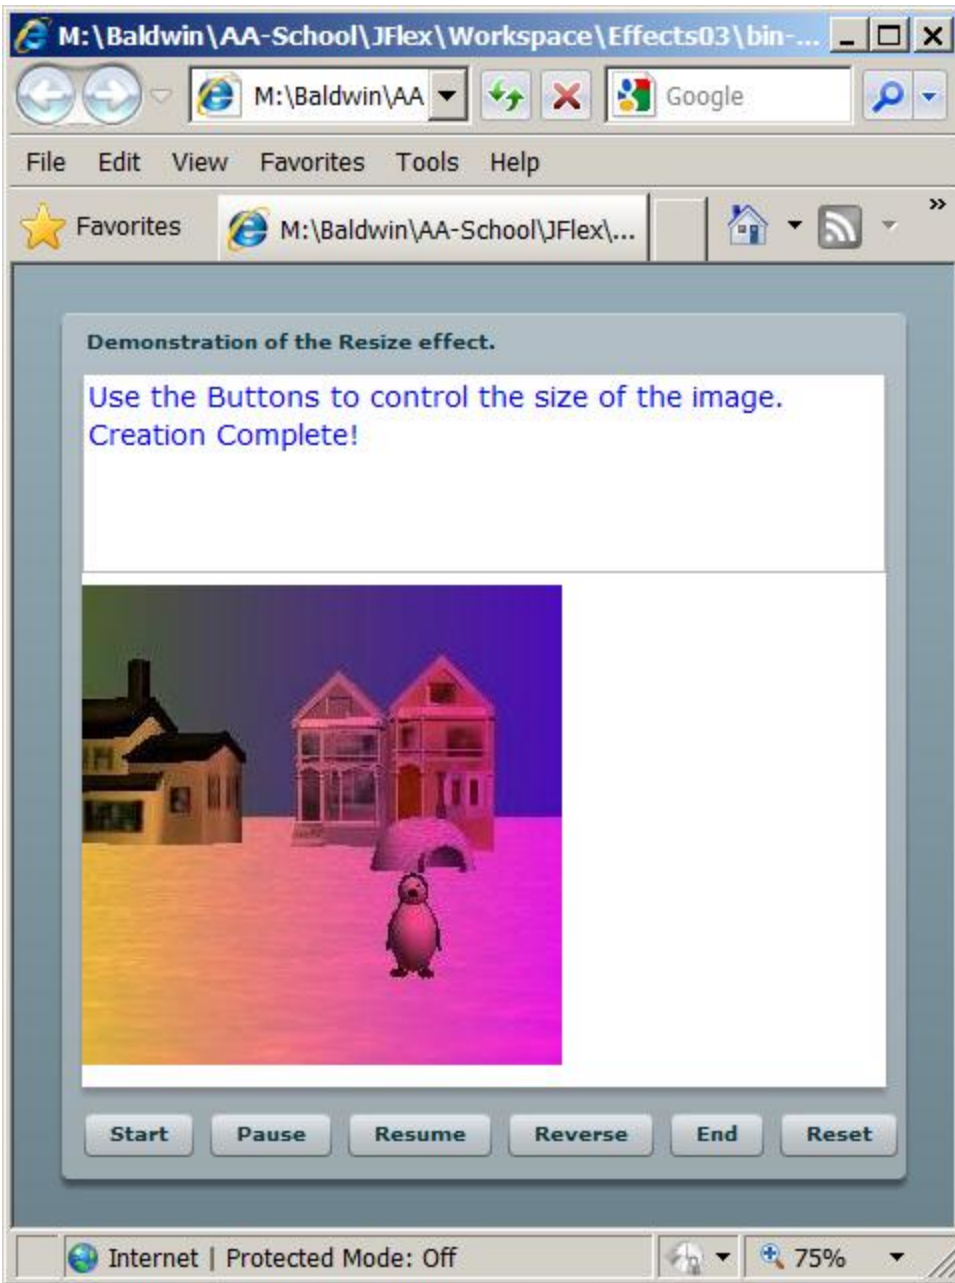 M:\Baldwin\AA-School\JFlex\Workspace\Effects03\bin-...
M:\Baldwin\AA
Google
File Edit View Favorites Tools Help
Favorites
M:\Baldwin\AA-School\JFlex\...
»
Demonstration of the Resize effect.
Use the Buttons to control the size of the image.
Creation Complete!
Start Pause Resume Reverse End Reset
Internet | Protected Mode: Off
75%